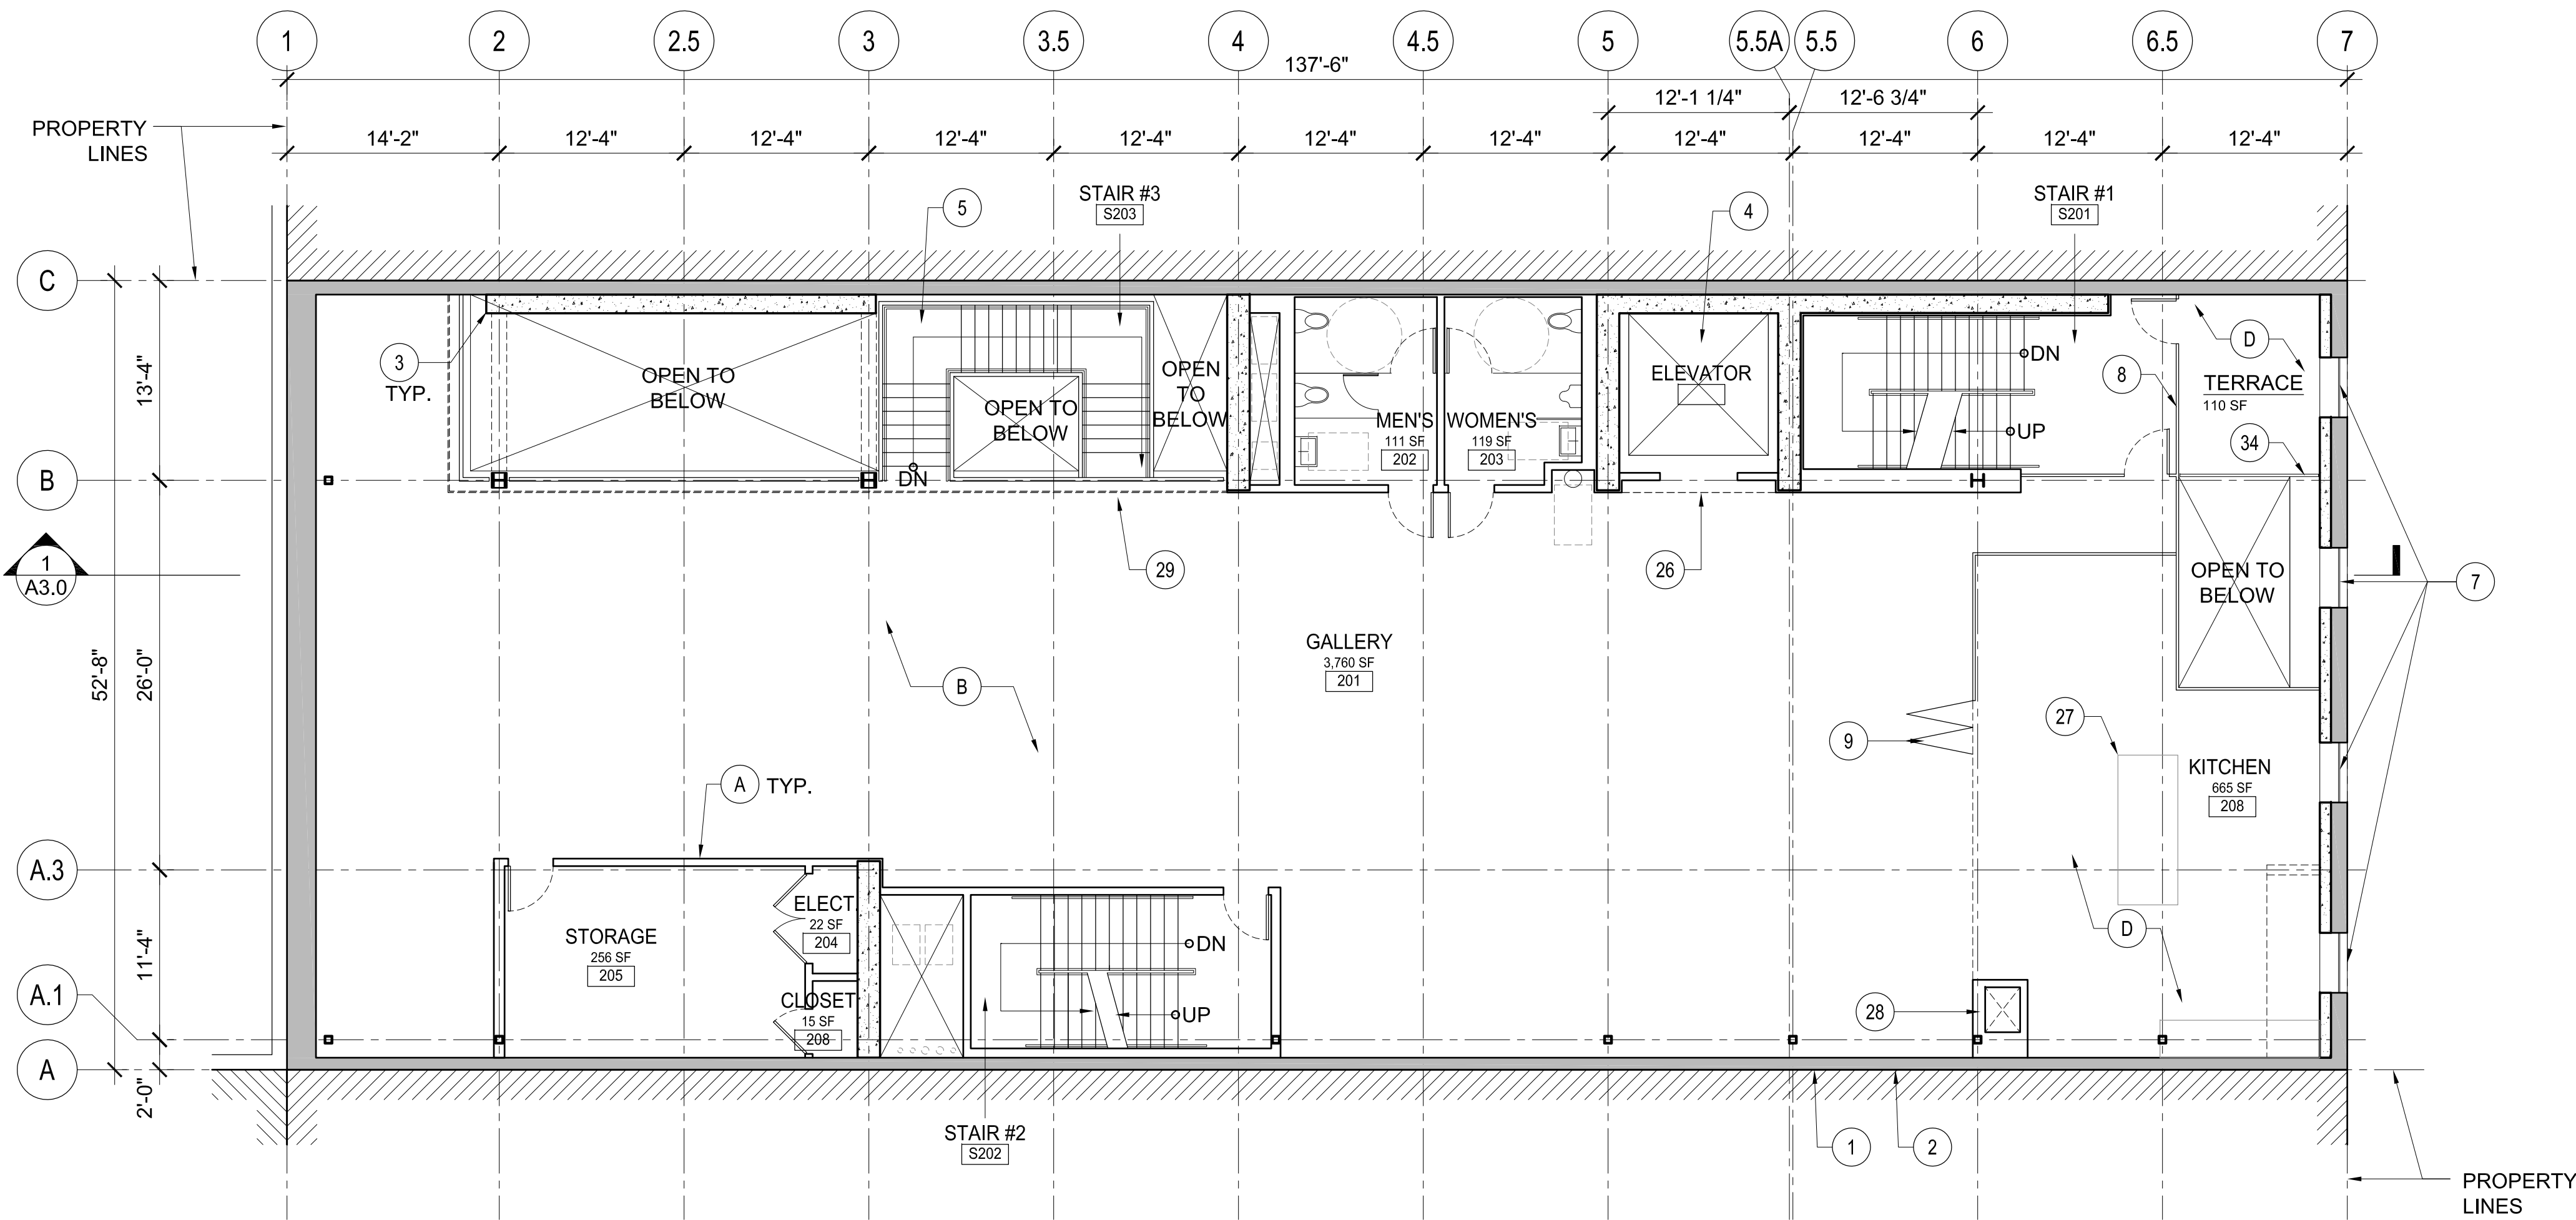 1
2
2.5
3
3.5
4
4.5
5
5.5A
5.5
6
6.5
7
137'-6"
12'-1 1/4"
12'-6 3/4"
PROPERTY
LINES
14'-2"
12'-4"
12'-4"
12'-4"
12'-4"
12'-4"
12'-4"
12'-4"
12'-4"
12'-4"
12'-4"
5
STAIR #3
S203
4
STAIR #1
S201
C
3
TYP.
13'-4"
OPEN TO
BELOW
OPEN TO
BELOW
OPEN
TO
BELOW
DN
MEN'S
111 SF
202
WOMEN'S
119 SF
203
ELEVATOR
DN
UP
8
D
TERRACE
110 SF
34
B
1
A3.0
29
26
OPEN TO
BELOW
7
52'-8"
26'-0"
B
GALLERY
3,760 SF
201
9
27
KITCHEN
665 SF
208
A TYP.
A.3
STORAGE
256 SF
205
ELECT.
22 SF
204
CLOSET
15 SF
208
DN
UP
D
28
11'-4"
A.1
A
2'-0"
STAIR #2
S202
1
2
PROPERTY
LINES